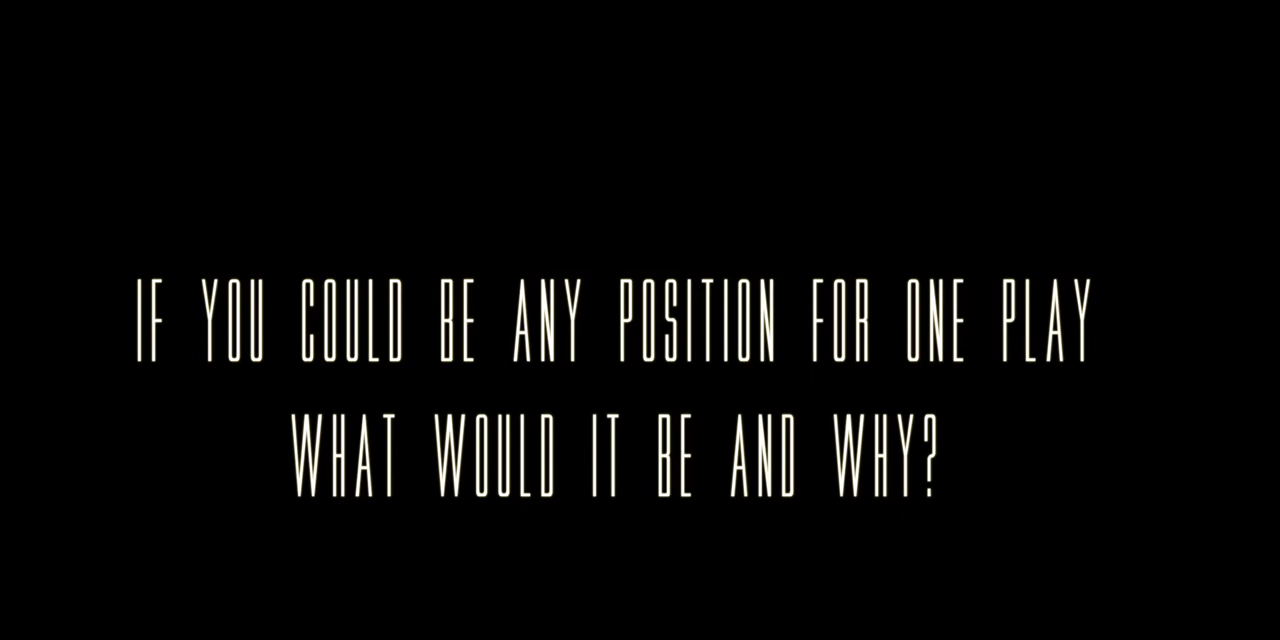 IF YOU COULD BE ANY POSITION FOR ONE PLAY
WHAT WOULD IT BE AND WHY?